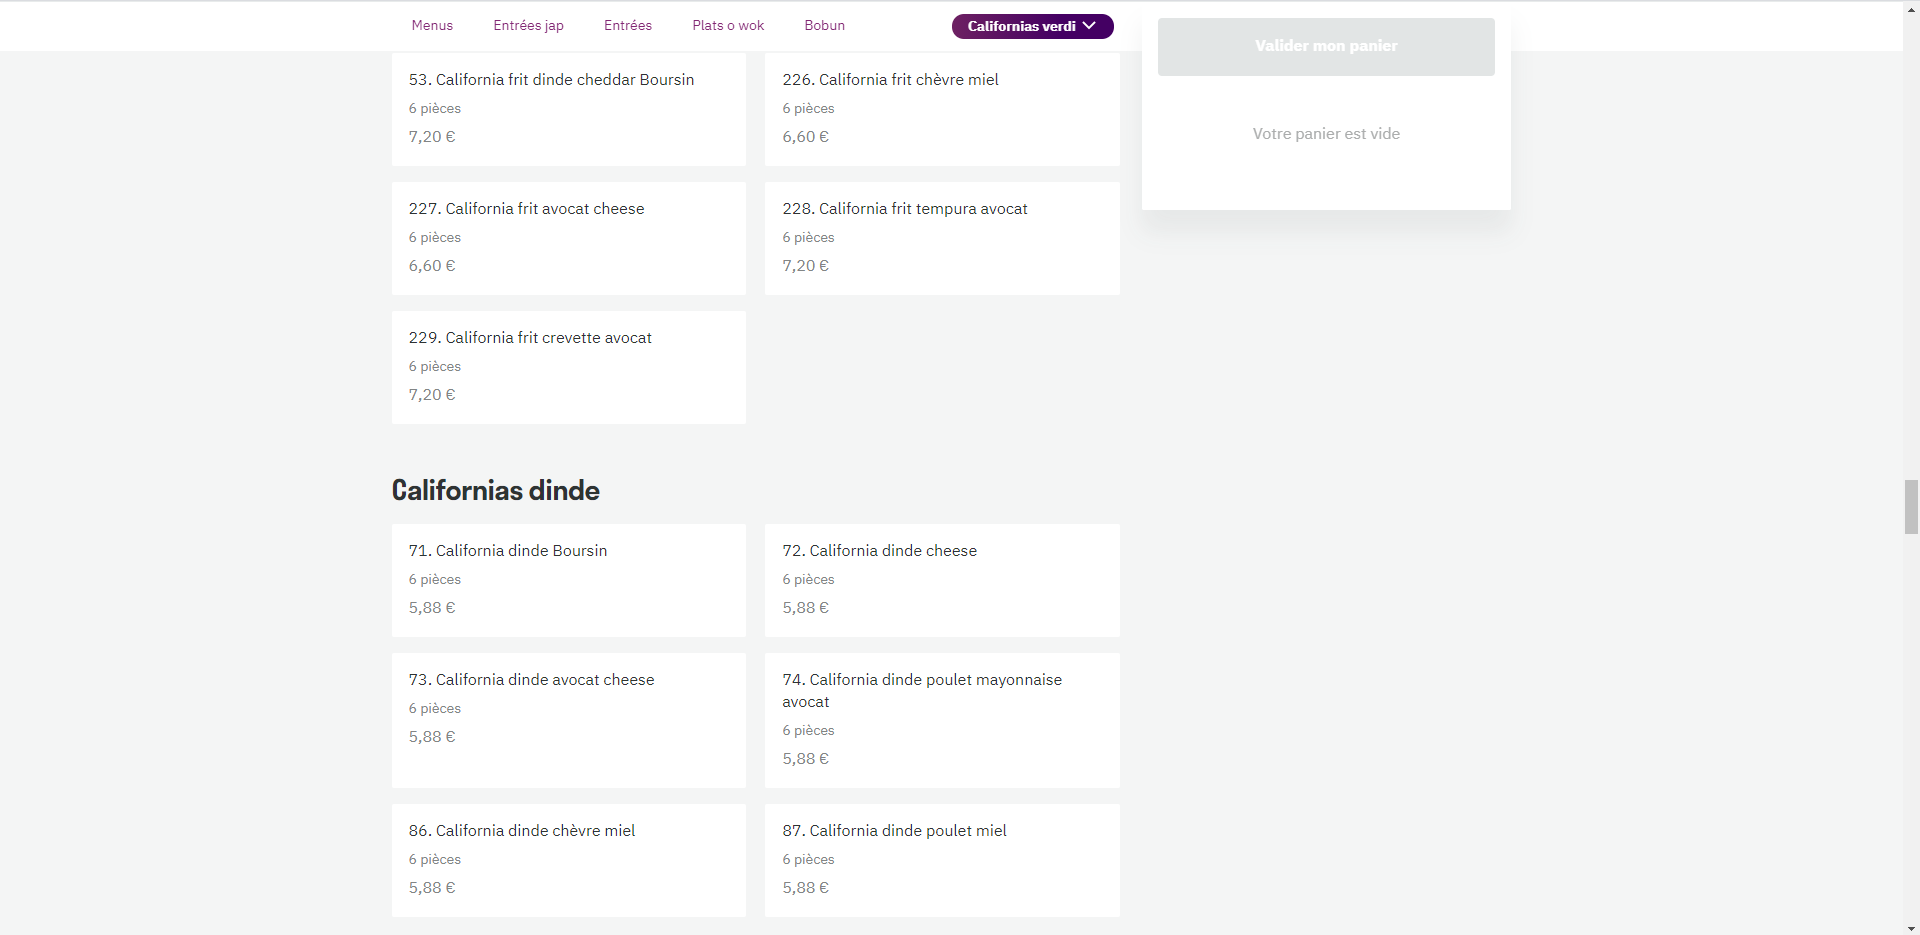 Menus
Entrées jap
Entrées
Plats o wok
Bobun
Californias verdi
Valider mon panier
Votre panier est vide
53. California frit dinde cheddar Boursin
6 pièces
7,20 €
226. California frit chèvre miel
6 pièces
6,60 €
227. California frit avocat cheese
6 pièces
6,60 €
228. California frit tempura avocat
6 pièces
7,20 €
229. California frit crevette avocat
6 pièces
7,20 €
Californias dinde
71. California dinde Boursin
6 pièces
5,88 €
72. California dinde cheese
6 pièces
5,88 €
73. California dinde avocat cheese
6 pièces
5,88 €
74. California dinde poulet mayonnaise
avocat
6 pièces
5,88 €
86. California dinde chèvre miel
6 pièces
5,88 €
87. California dinde poulet miel
6 pièces
5,88 €